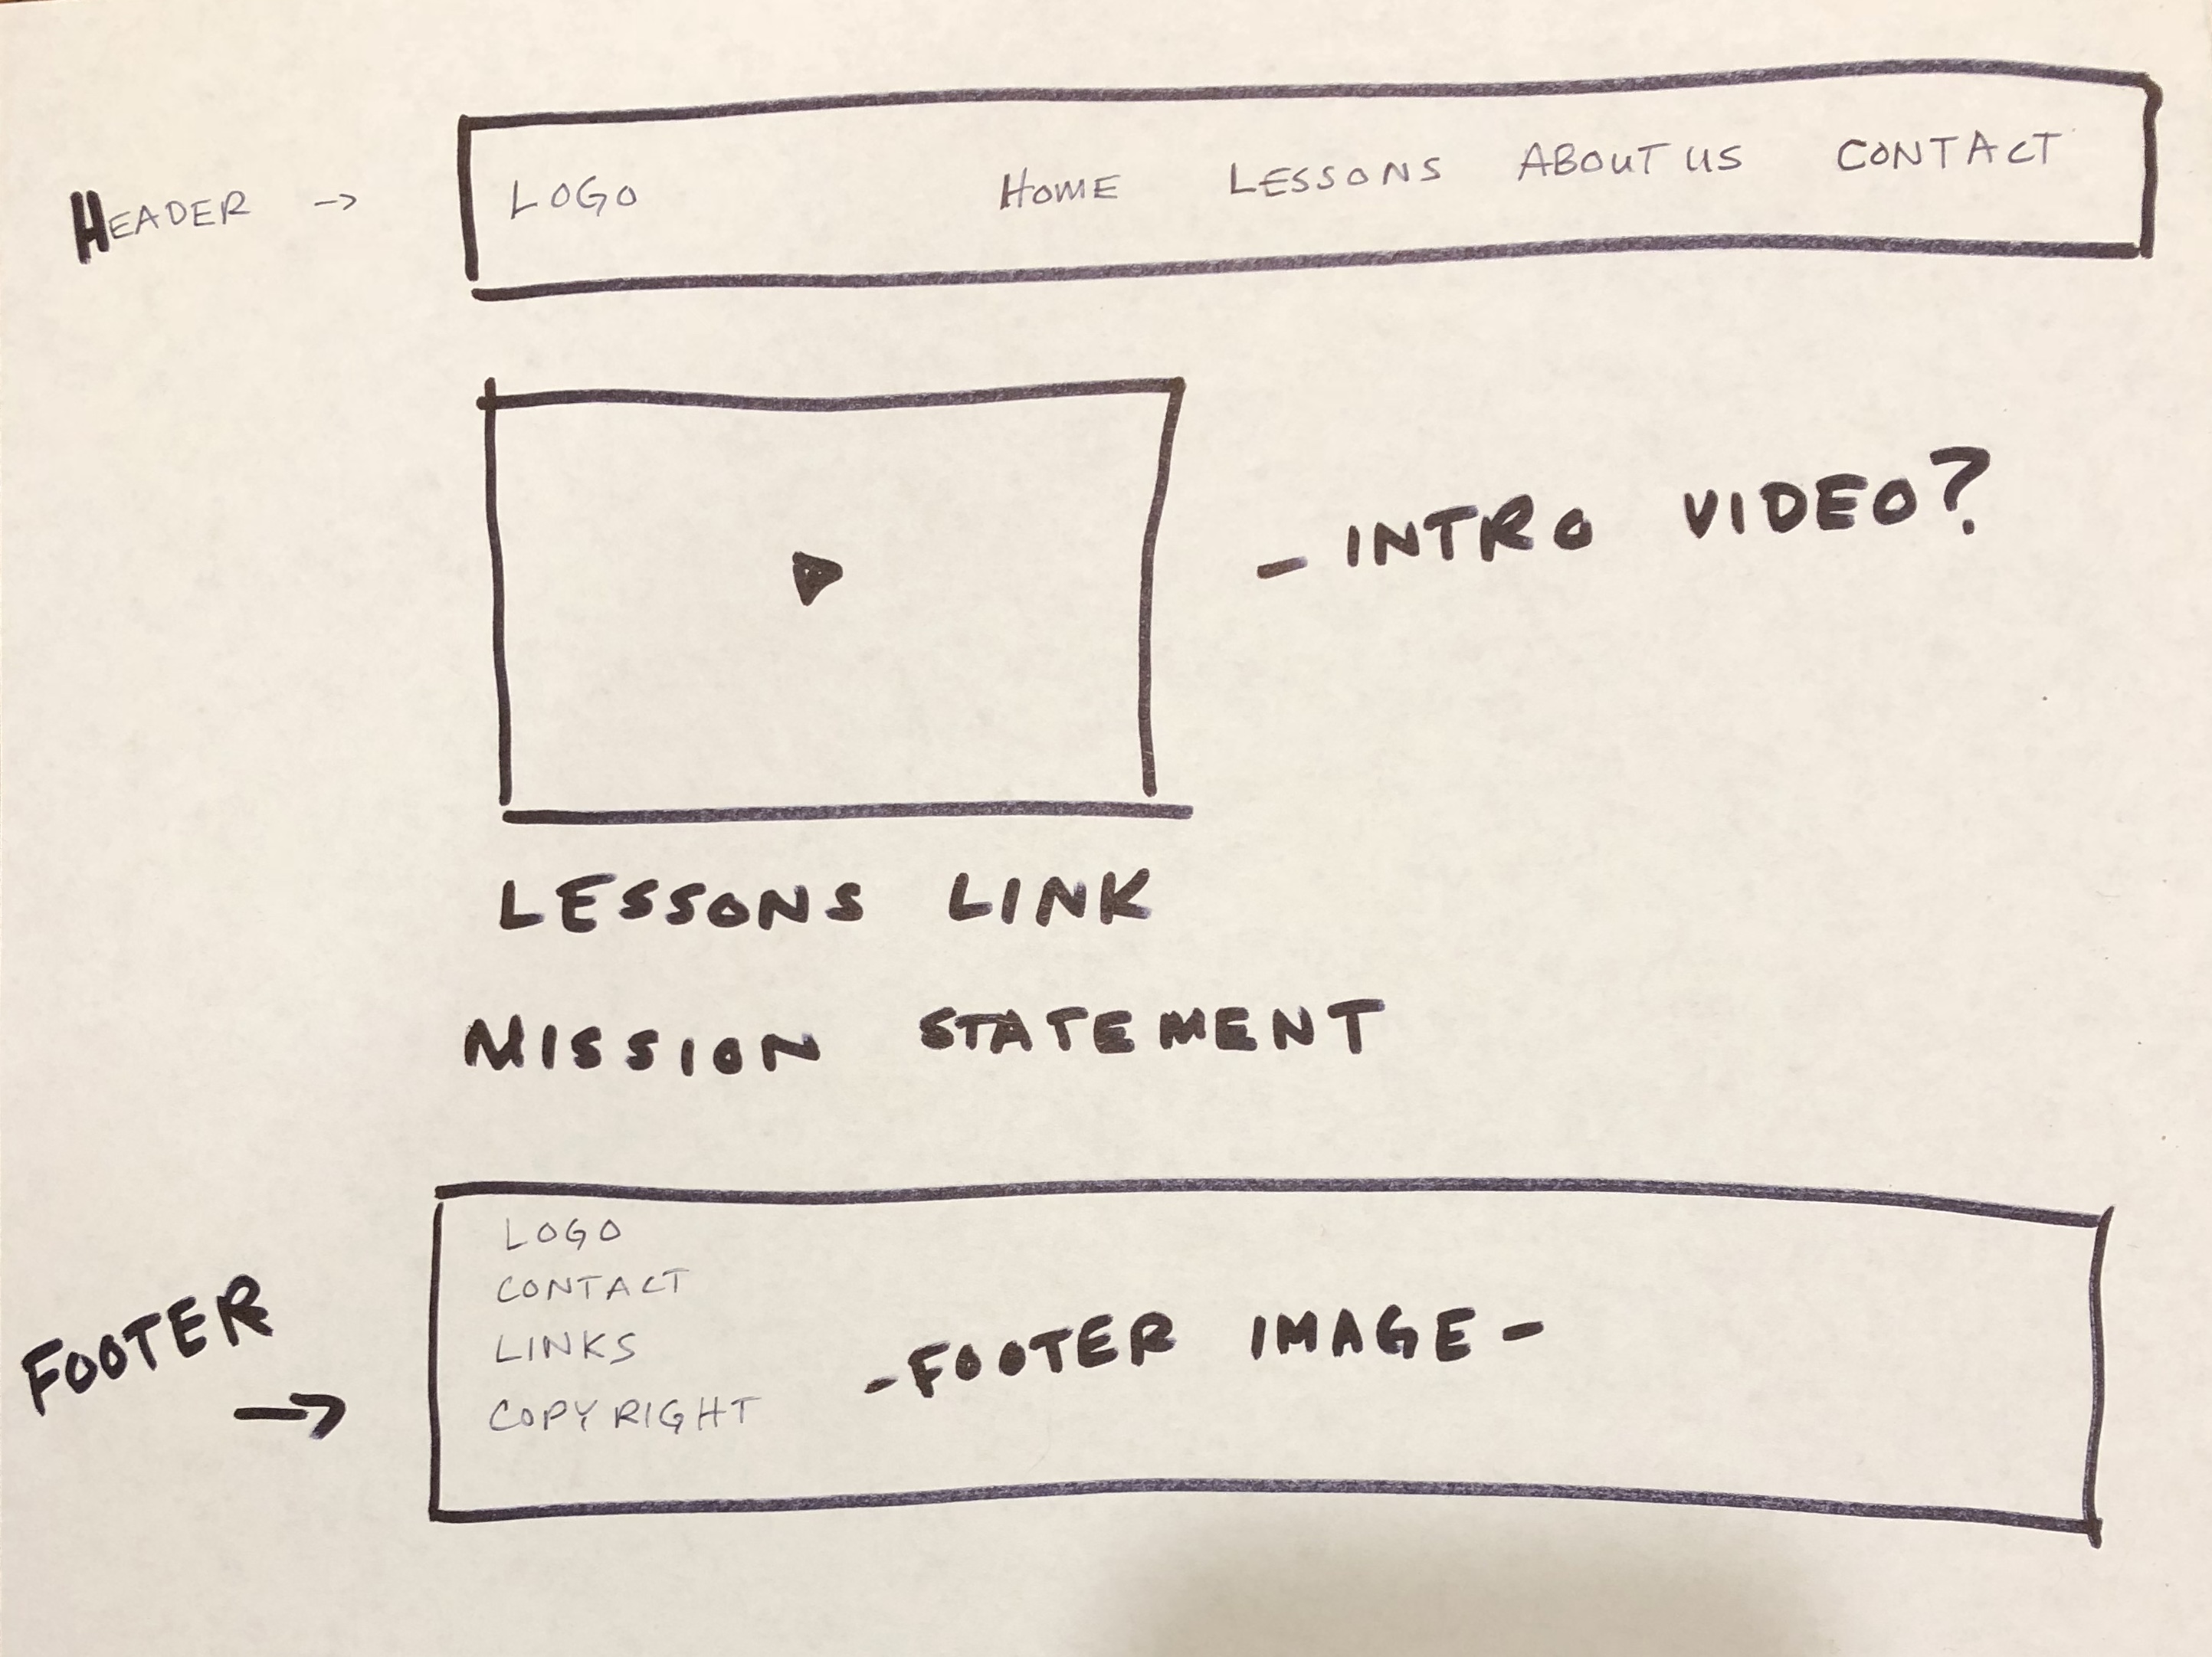 HEADER → LOGO HOME LESSONS ABOUT US CONTACT
- INTRO VIDEO?
LESSONS LINK
MISSION STATEMENT
FOOTER →
LOGO
CONTACT
LINKS
COPYRIGHT
- FOOTER IMAGE -